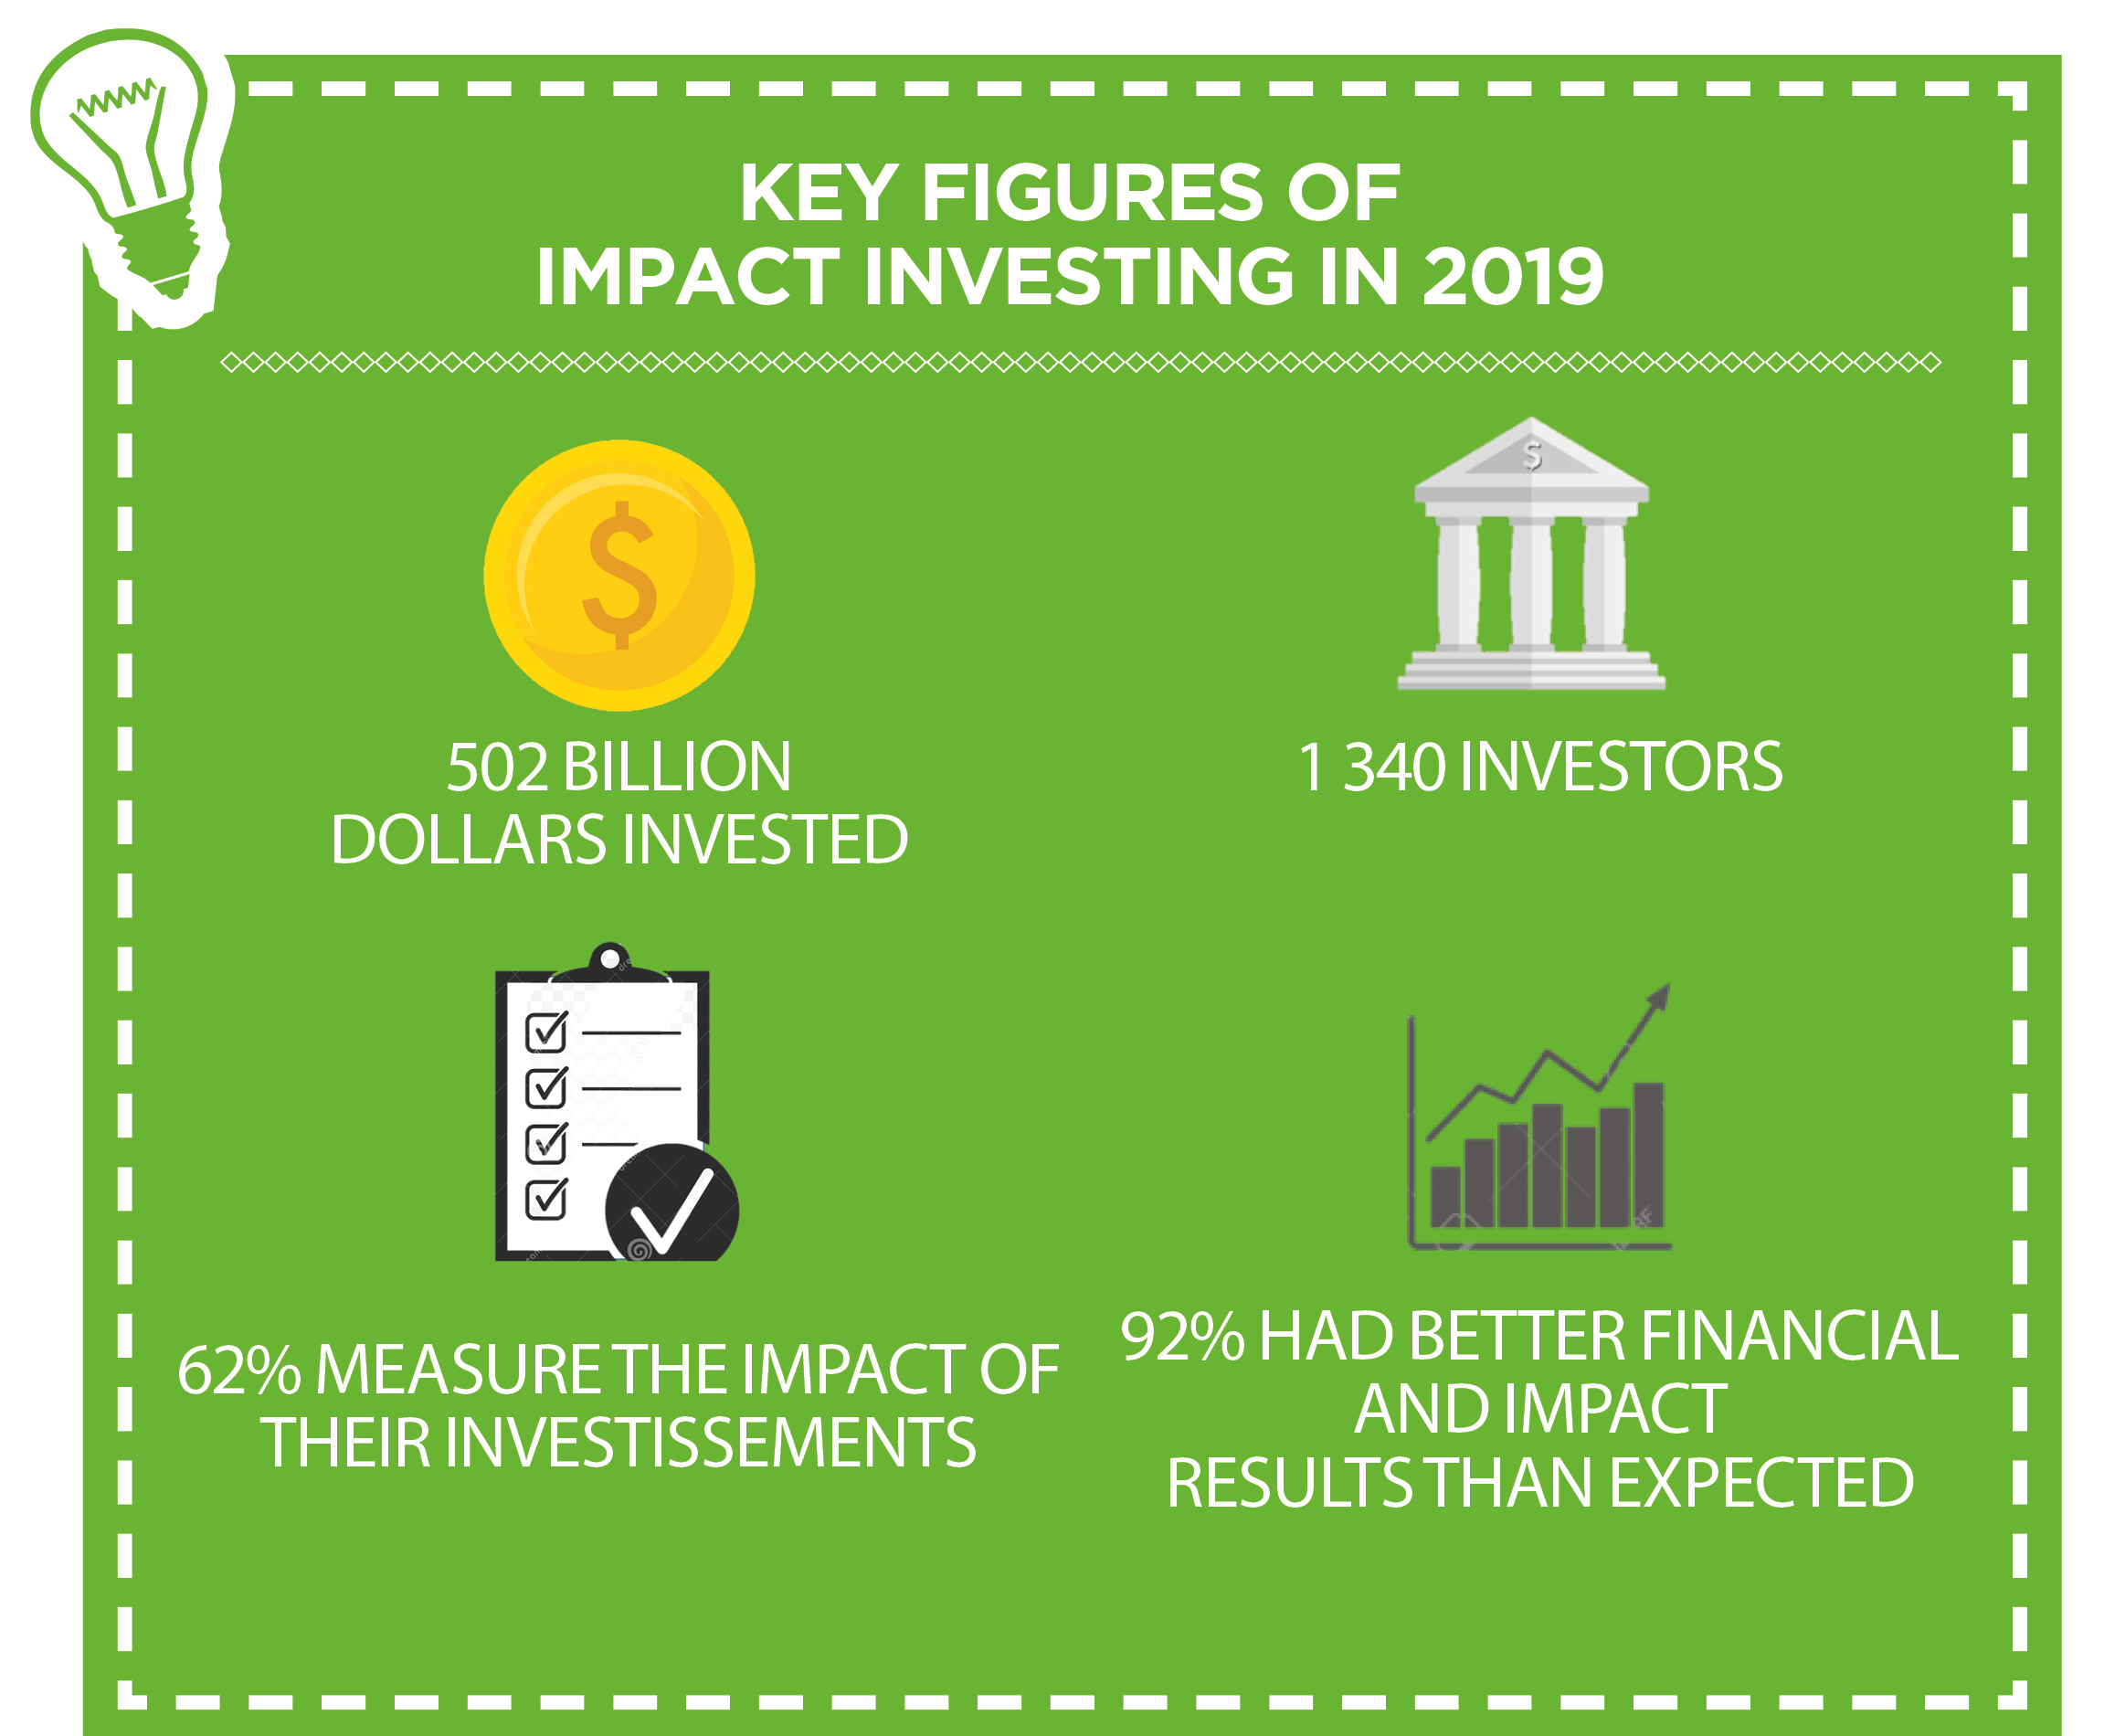 KEY FIGURES OF
IMPACT INVESTING IN 2019
$
$
502 BILLION
DOLLARS INVESTED
1 340 INVESTORS
62% MEASURE THE IMPACT OF
THEIR INVESTISSEMENTS
92% HAD BETTER FINANCIAL
AND IMPACT
RESULTS THAN EXPECTED